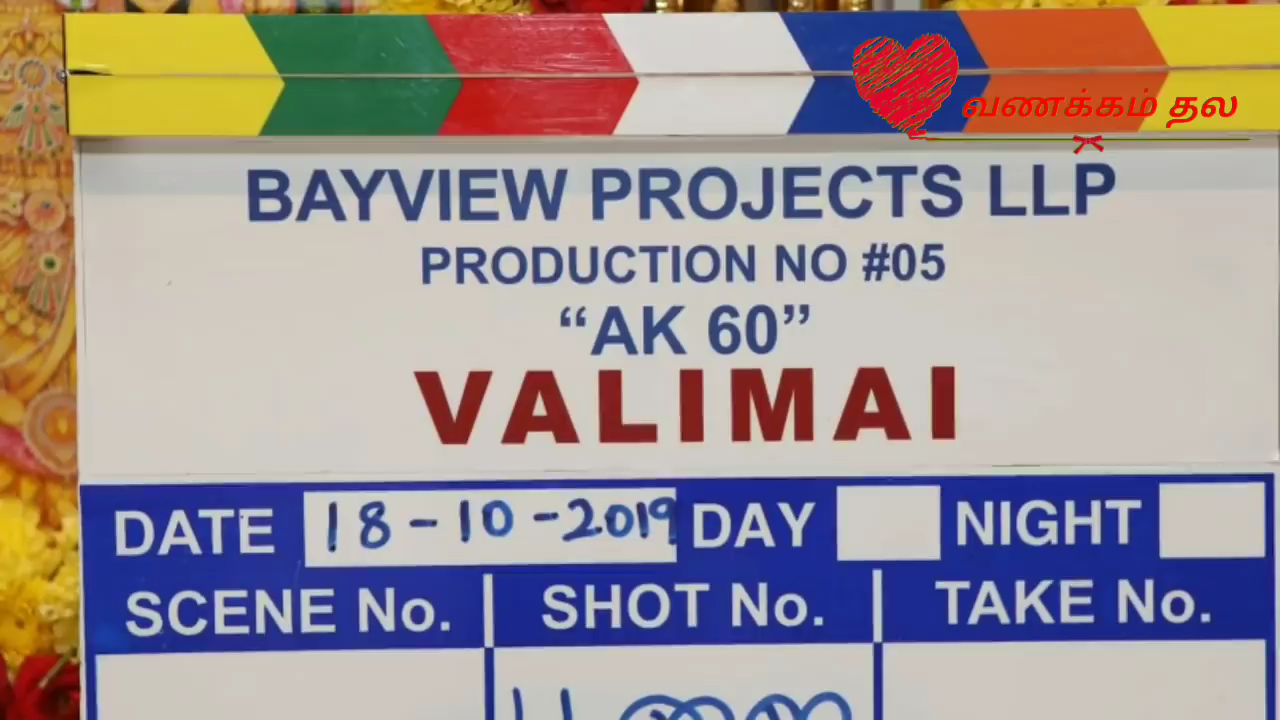 வணக்கம் தல
BAYVIEW PROJECTS LLP
PRODUCTION NO #05
“AK 60”
VALIMAI
DATE 18-10-2019 DAY NIGHT
SCENE No. SHOT No. TAKE No.